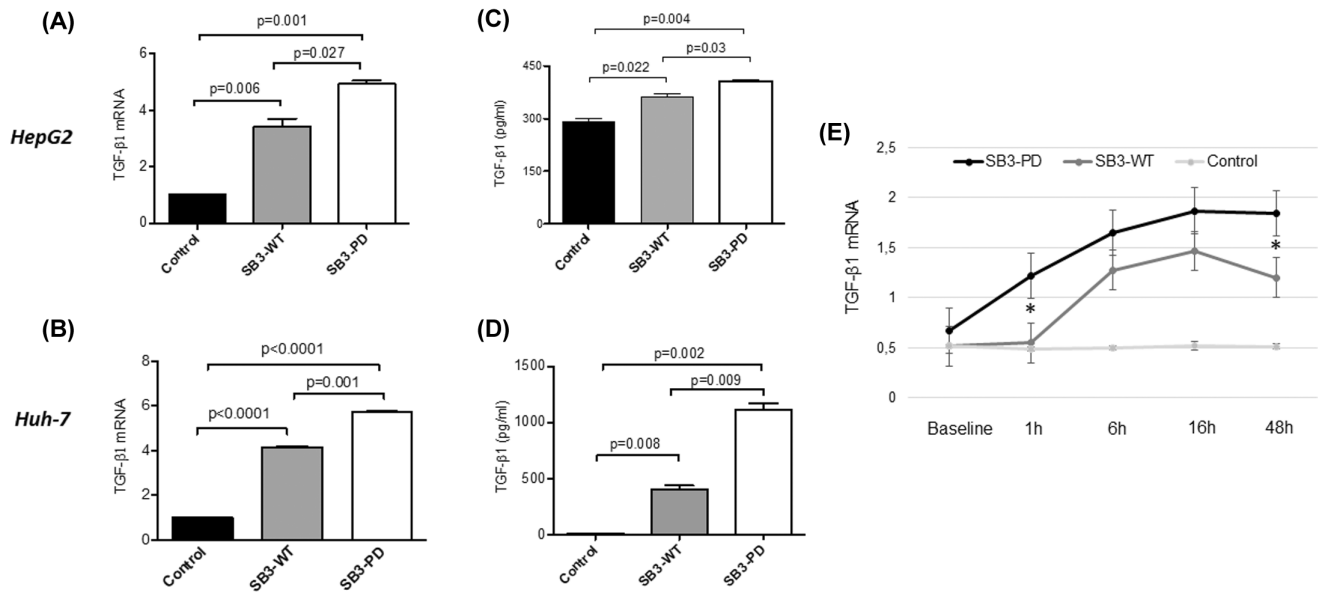 (A)
p=0.001
p=0.027
p=0.006
TGF-β1 mRNA
6
4
2
0
Control
SB3-WT
SB3-PD
HepG2
(C)
p=0.004
p=0.03
p=0.022
TGF-β1 (pg/ml)
450
300
150
0
Control
SB3-WT
SB3-PD
(B)
p<0.0001
p=0.001
p<0.0001
TGF-β1 mRNA
8
6
4
2
0
Control
SB3-WT
SB3-PD
Huh-7
(D)
p=0.002
p=0.009
p=0.008
TGF-β1 (pg/ml)
1500
1000
500
0
Control
SB3-WT
SB3-PD
(E)
SB3-PD SB3-WT Control
TGF-β1 mRNA
2,5
2
1,5
1
0,5
0
*
*
Baseline 1h 6h 16h 48h